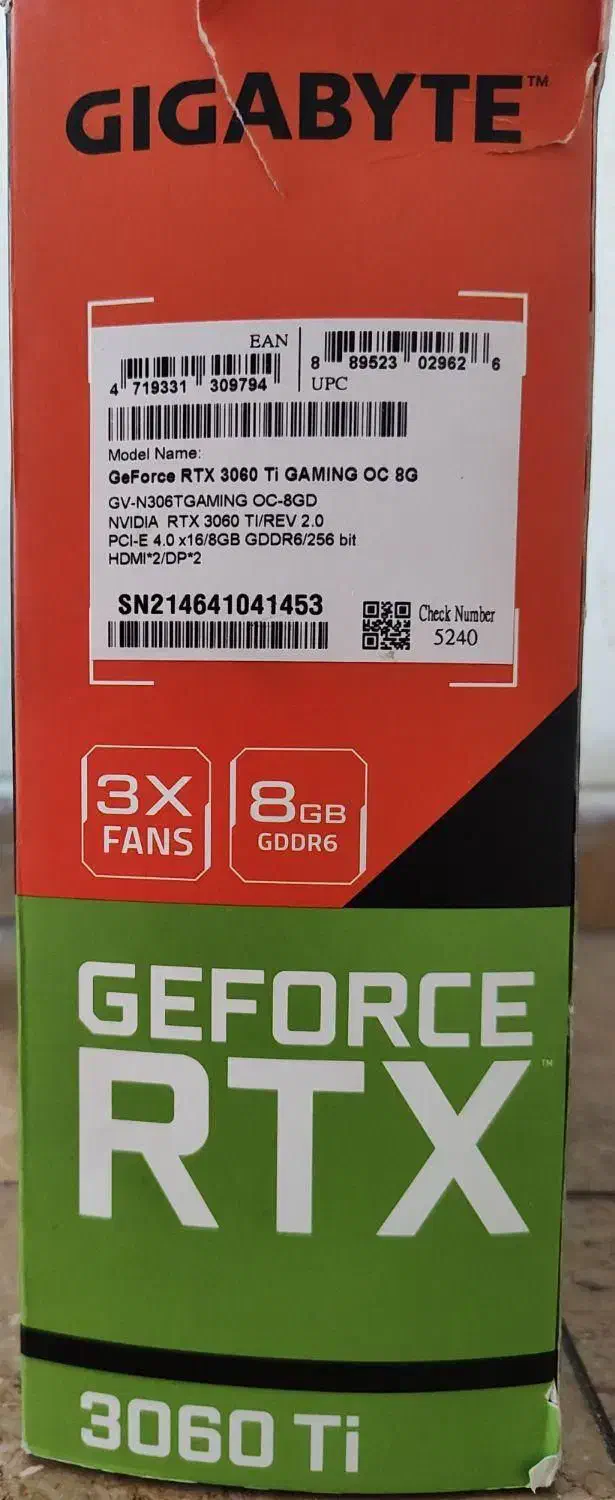 GIGABYTE™
EAN
4 719331 309794
8 89523 02962 6
UPC
Model Name:
GeForce RTX 3060 Ti GAMING OC 8G
GV-N306TGAMING OC-8GD
NVIDIA RTX 3060 TI/REV 2.0
PCI-E 4.0 x16/8GB GDDR6/256 bit
HDMI*2/DP*2
SN214641041453
Check Number
5240
3X
FANS
8GB
GDDR6
GEFORCE
RTX™
3060 Ti